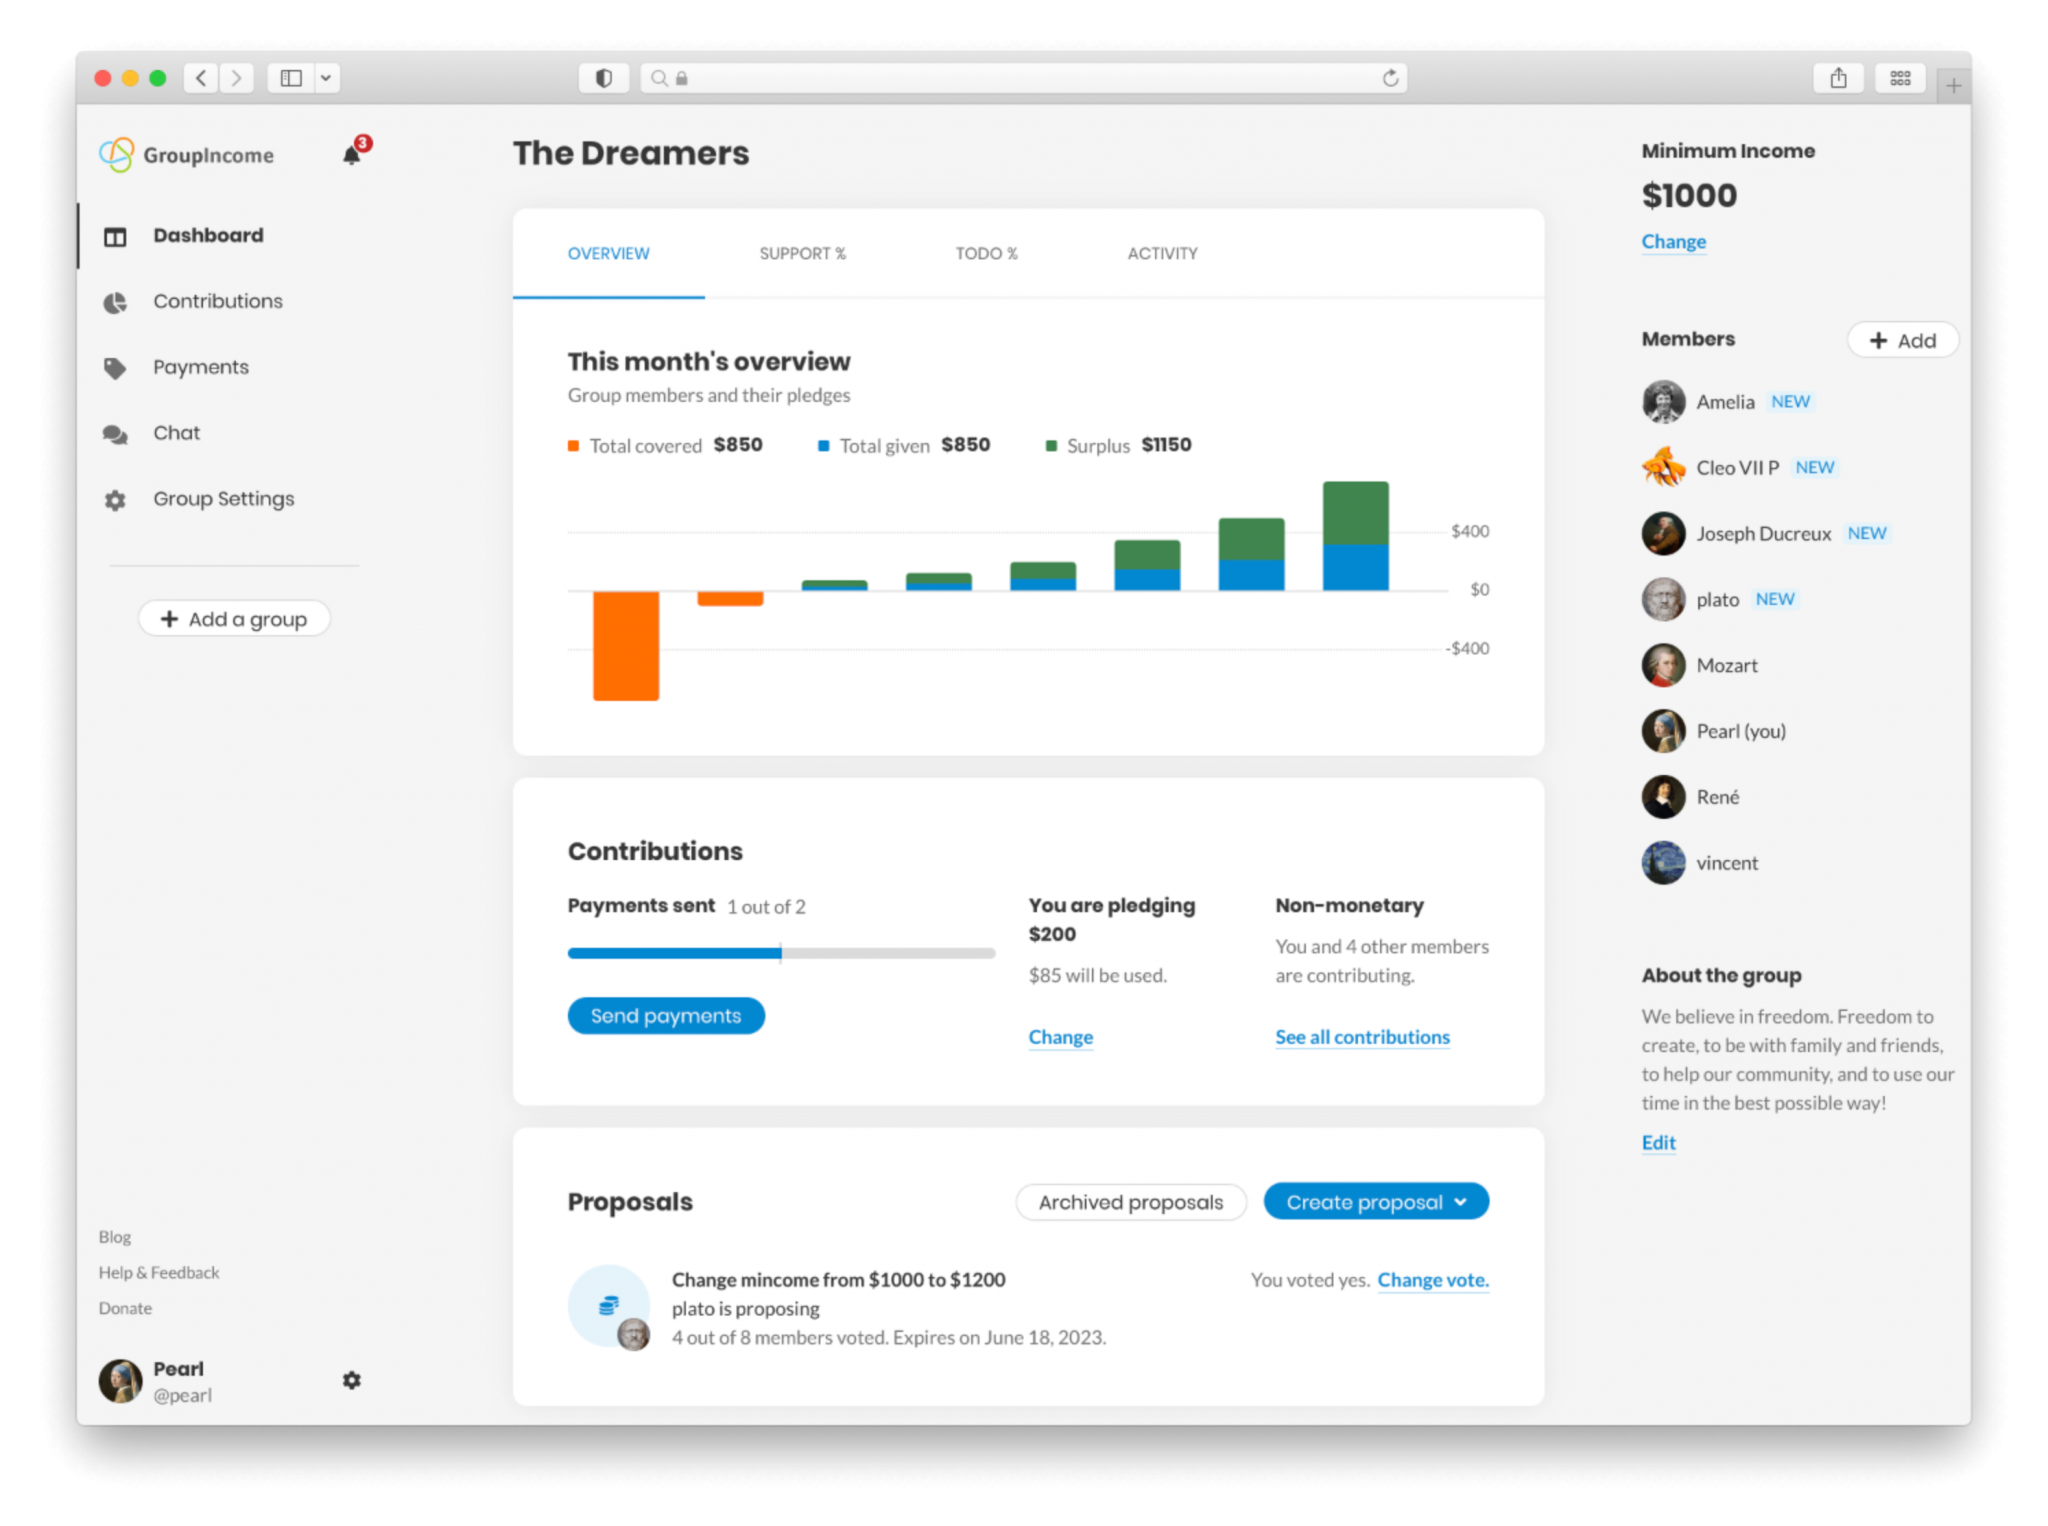 GroupIncome
3
Dashboard
Contributions
Payments
Chat
Group Settings
+ Add a group
Blog
Help & Feedback
Donate
Pearl
@pearl
The Dreamers
OVERVIEW SUPPORT % TODO % ACTIVITY
This month's overview
Group members and their pledges
Total covered $850 Total given $850 Surplus $1150
$400
$0
-$400
Contributions
Payments sent 1 out of 2
Send payments
You are pledging
$200
$85 will be used.
Change
Non-monetary
You and 4 other members
are contributing.
See all contributions
Proposals
Archived proposals
Create proposal
Change mincome from $1000 to $1200
plato is proposing
4 out of 8 members voted. Expires on June 18, 2023.
You voted yes. Change vote.
Minimum Income
$1000
Change
Members
+ Add
Amelia NEW
Cleo VII P NEW
Joseph Ducreux NEW
plato NEW
Mozart
Pearl (you)
René
vincent
About the group
We believe in freedom. Freedom to
create, to be with family and friends,
to help our community, and to use our
time in the best possible way!
Edit